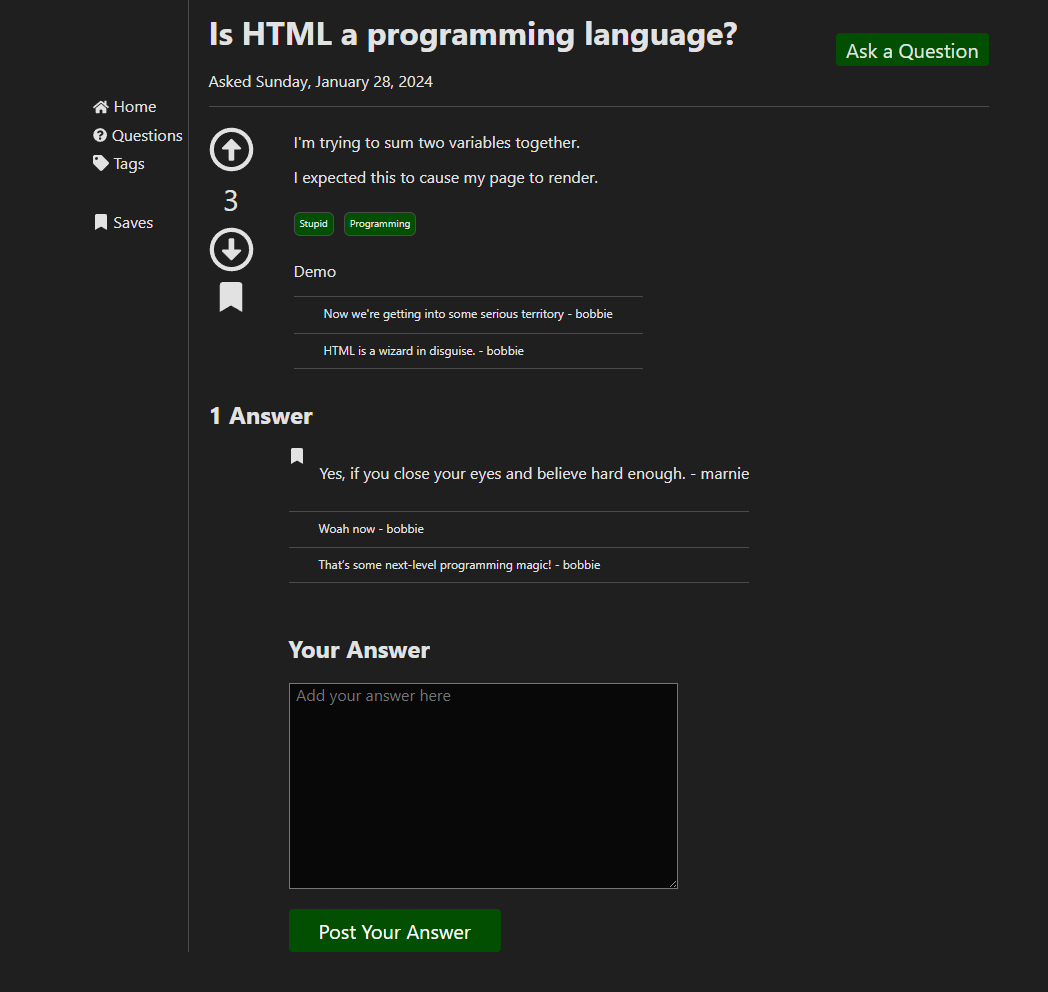 Is HTML a programming language?
Ask a Question
Asked Sunday, January 28, 2024
Home
Questions
Tags
Saves
I'm trying to sum two variables together.
I expected this to cause my page to render.
3
Stupid
Programming
Demo
Now we're getting into some serious territory - bobbie
HTML is a wizard in disguise. - bobbie
1 Answer
Yes, if you close your eyes and believe hard enough. - marnie
Woah now - bobbie
That's some next-level programming magic! - bobbie
Your Answer
Add your answer here
Post Your Answer